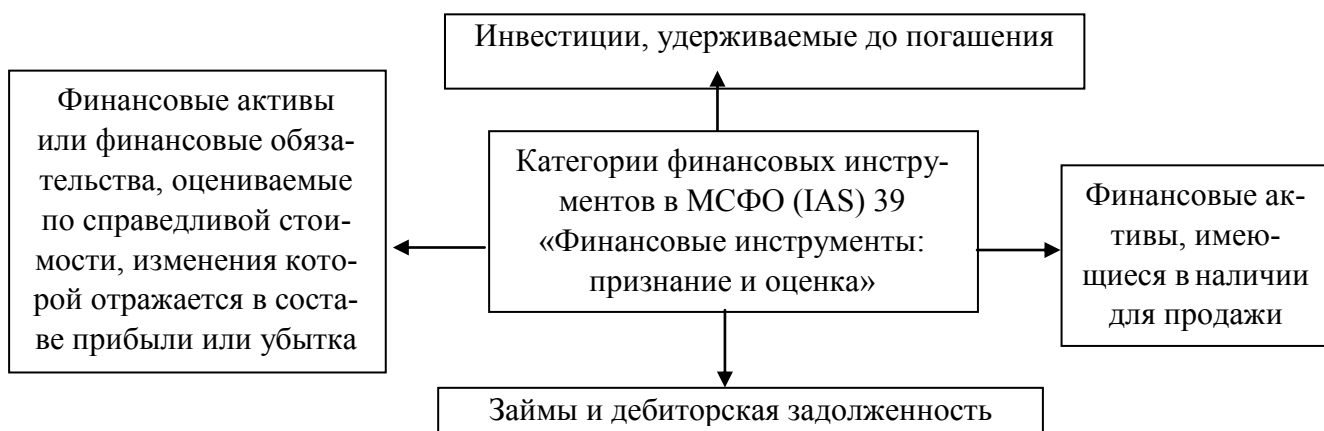 Инвестиции, удерживаемые до погашения
Финансовые активы
или финансовые обяза-
тельства, оцениваемые
по справедливой стои-
мости, изменения кото-
рой отражается в соста-
ве прибыли или убытка
Категории финансовых инстру-
ментов в МСФО (IAS) 39
«Финансовые инструменты:
признание и оценка»
Финансовые ак-
тивы, имею-
щиеся в наличии
для продажи
Займы и дебиторская задолженность